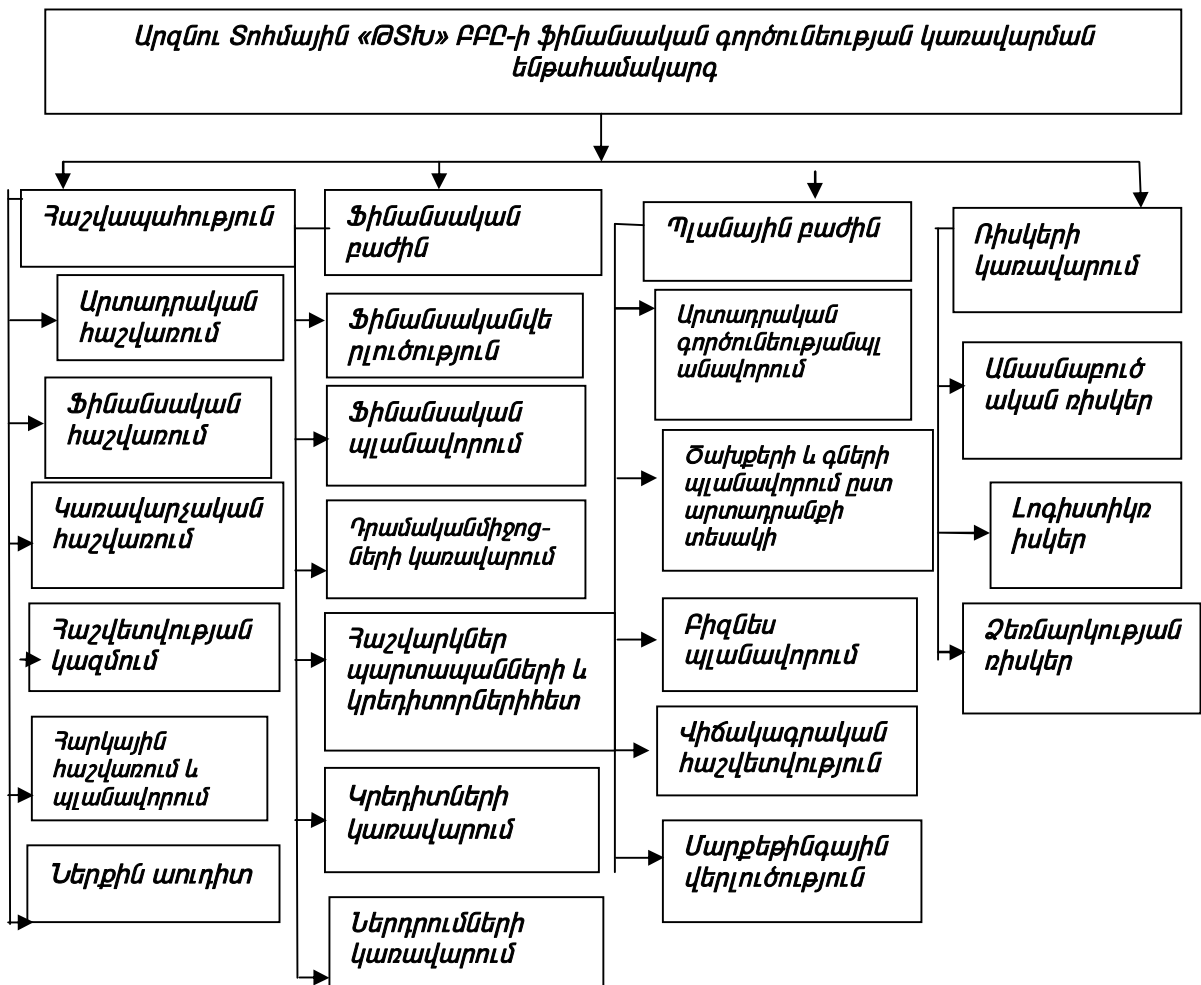 Արզնու Տոհմային «ԹՏԽ» ԲԲԸ-ի ֆինանսական գործունեության կառավարման
ենթահամակարգ
Հաշվապահություն
Արտադրական
հաշվառում
Ֆինանսական
հաշվառում
Կառավարչական
հաշվառում
Հաշվետվության
կազմում
Հարկային
հաշվառում և
պլանավորում
Ներքին աուդիտ
Ֆինանսական
բաժին
Ֆինանսականվե
րլուծություն
Ֆինանսական
պլանավորում
Դրամականմիջոց-
ների կառավարում
Հաշվարկներ
պարտապանների և
կրեդիտորներիհետ
Կրեդիտների
կառավարում
Ներդրումների
կառավարում
Պլանային բաժին
Արտադրական
գործունեությանպլ
անավորում
Ծախքերի և գների
պլանավորում ըստ
արտադրանքի
տեսակի
Բիզնես
պլանավորում
Վիճակագրական
հաշվետվություն
Մարքեթինգային
վերլուծություն
Ռիսկերի
կառավարում
Անասնաբուծ
ական ռիսկեր
Լոգիստիկռ
իսկեր
Ձեռնարկության
ռիսկեր